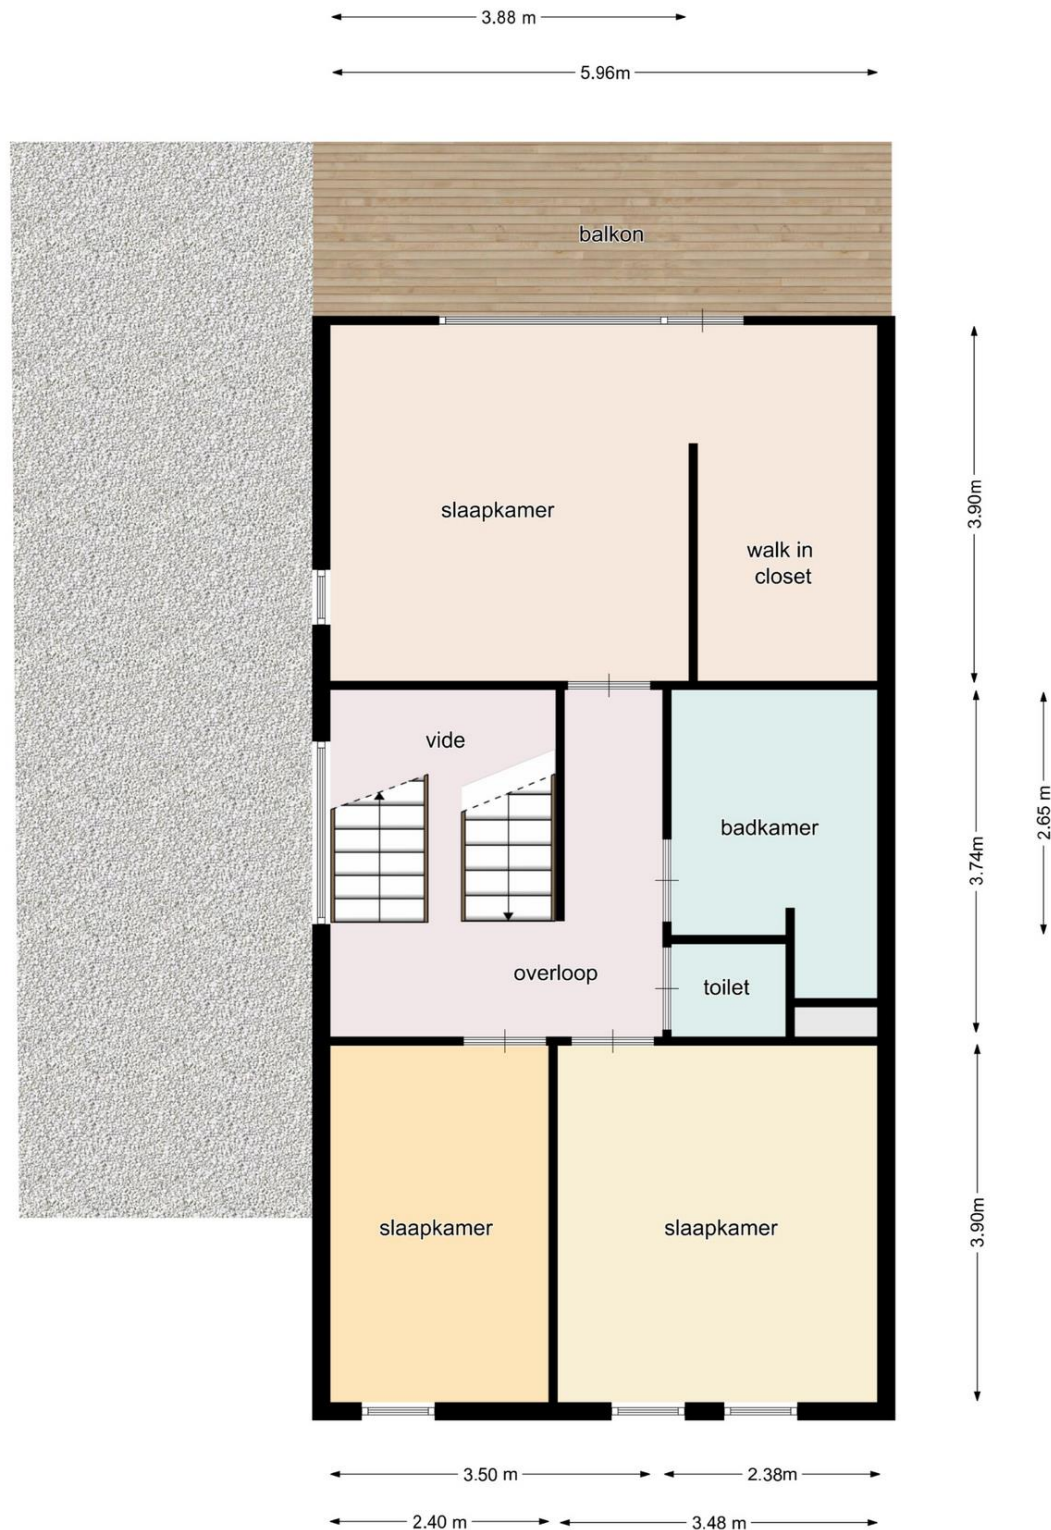 3.88 m
5.96m
balkon
slaapkamer
walk in
closet
3.90m
vide
badkamer
3.74m
2.65 m
overloop
toilet
slaapkamer
slaapkamer
3.90m
3.50 m
2.38m
2.40 m
3.48 m